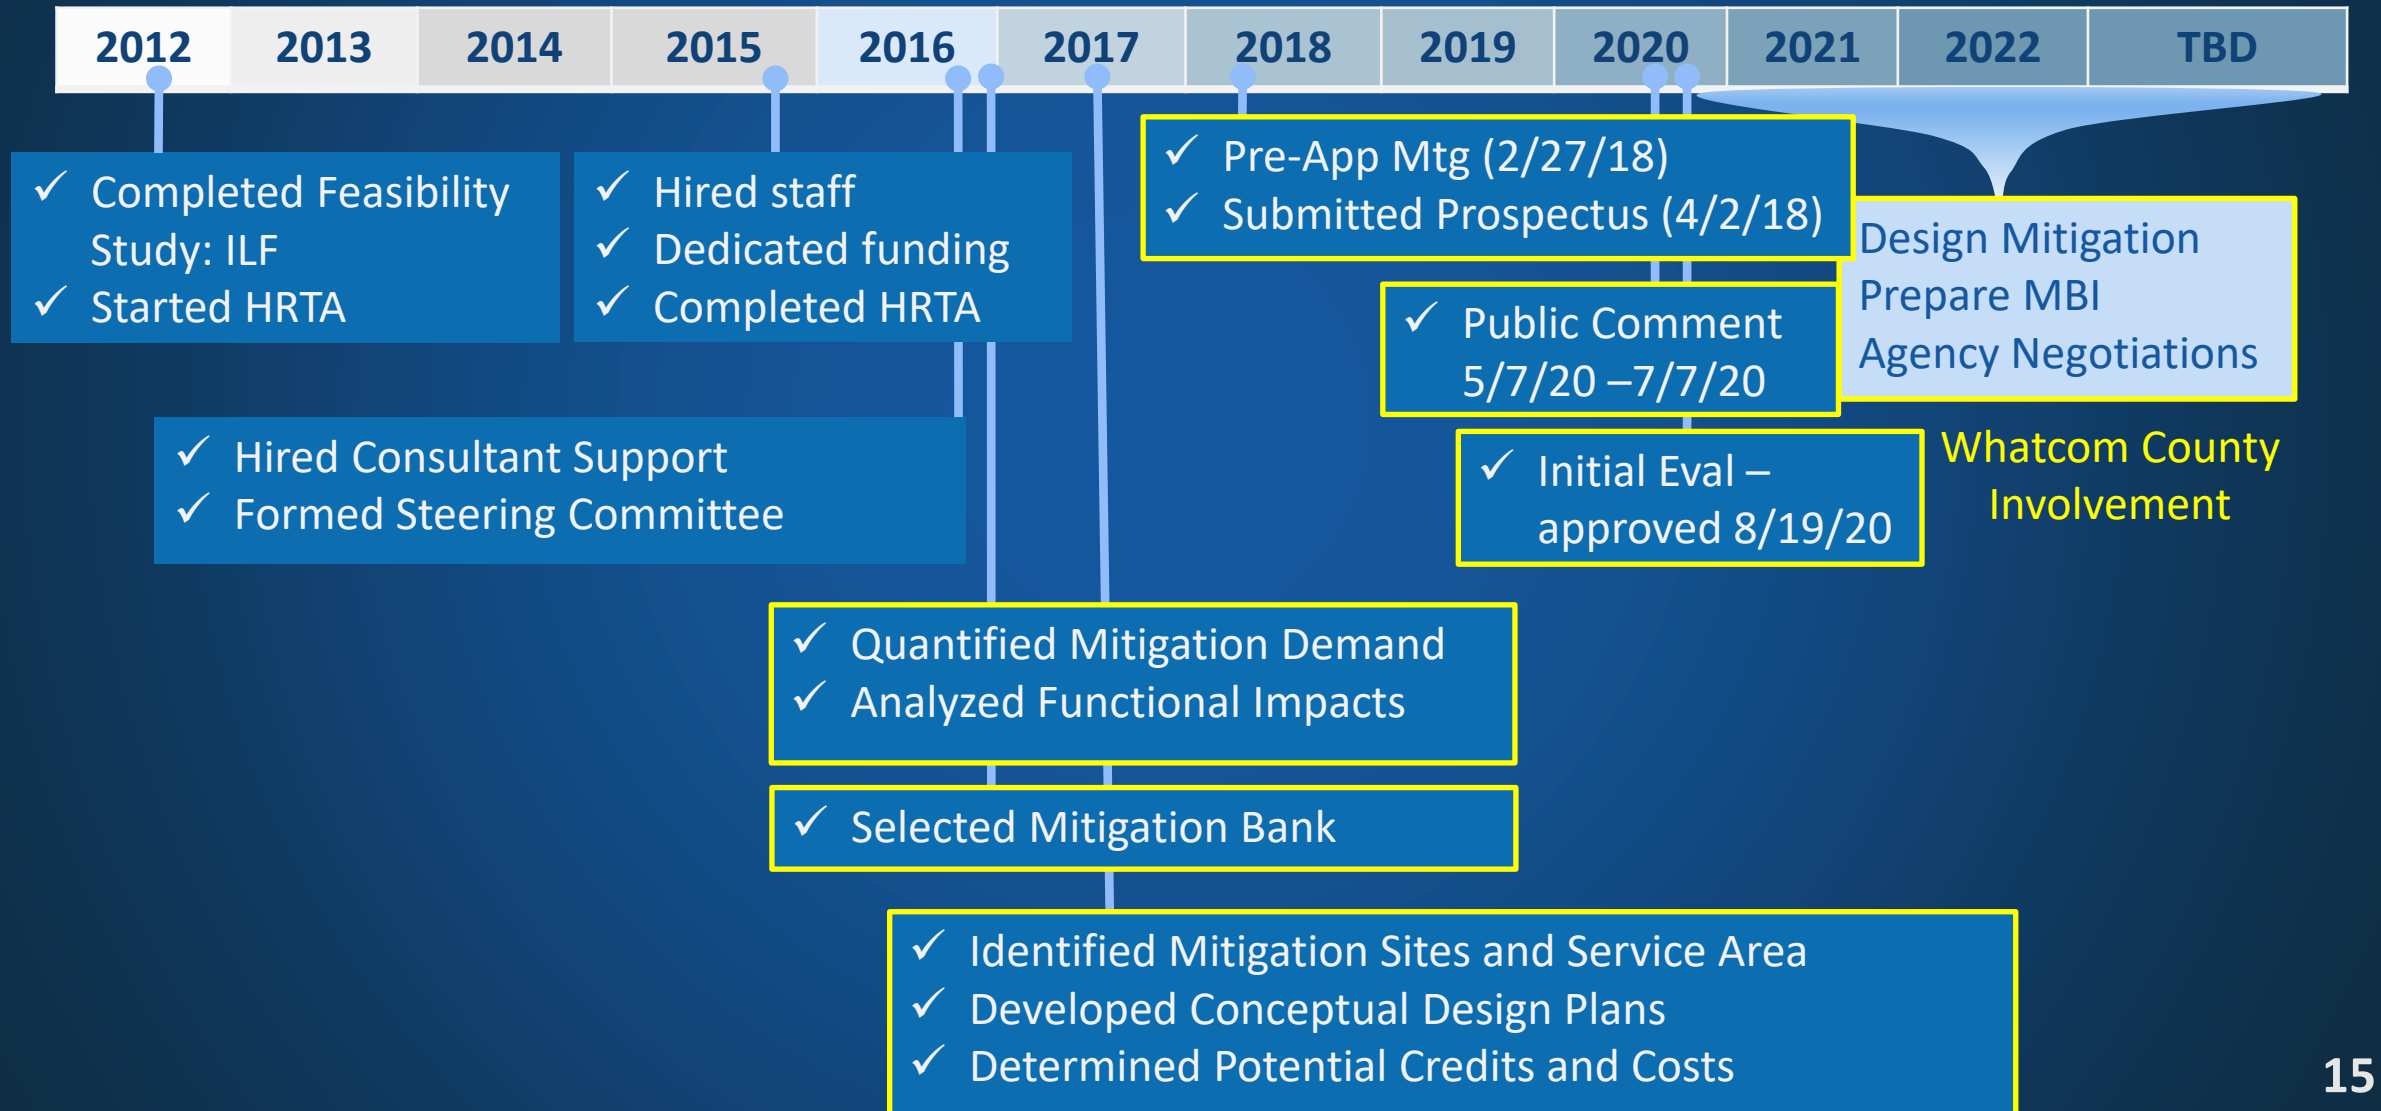 2012 2013 2014 2015 2016 2017 2018 2019 2020 2021 2022 TBD
✓ Completed Feasibility
Study: ILF
✓ Started HRTA
✓ Hired staff
✓ Dedicated funding
✓ Completed HRTA
✓ Pre-App Mtg (2/27/18)
✓ Submitted Prospectus (4/2/18)
Design Mitigation
Prepare MBI
Agency Negotiations
✓ Public Comment
5/7/20 –7/7/20
✓ Hired Consultant Support
✓ Formed Steering Committee
✓ Initial Eval –
approved 8/19/20
Whatcom County
Involvement
✓ Quantified Mitigation Demand
✓ Analyzed Functional Impacts
✓ Selected Mitigation Bank
✓ Identified Mitigation Sites and Service Area
✓ Developed Conceptual Design Plans
✓ Determined Potential Credits and Costs
15